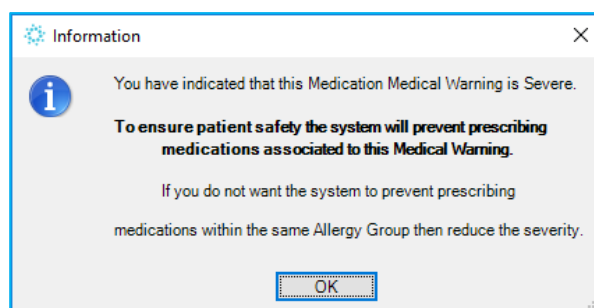 Information
You have indicated that this Medication Medical Warning is Severe.
To ensure patient safety the system will prevent prescribing
medications associated to this Medical Warning.
If you do not want the system to prevent prescribing
medications within the same Allergy Group then reduce the severity.
OK